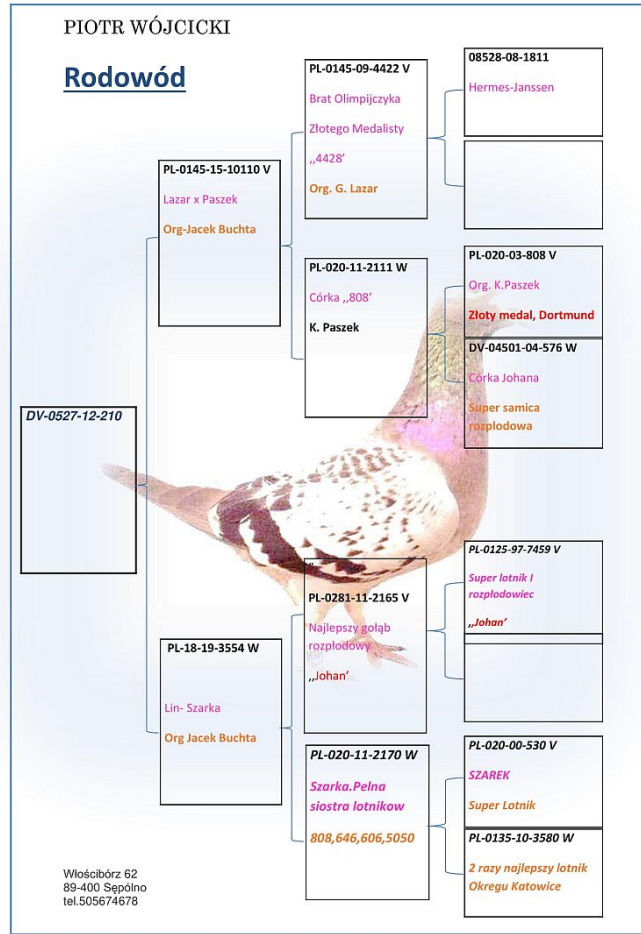 PIOTR WÓJCICKI
Rodowód
DV-0527-12-210
PL-0145-15-10110 V
Lazar x Paszek
Org-Jacek Buchta
PL-18-19-3554 W
Lin- Szarka
Org Jacek Buchta
PL-0145-09-4422 V
Brat Olimpijczyka
Złotego Medalisty
,,4428’
Org. G. Lazar
PL-020-11-2111 W
Córka ,,808’
K. Paszek
„
PL-0281-11-2165 V
Najlepszy gołąb
rozpłodowy
,,Johan’
PL-020-11-2170 W
Szarka.Pelna
siostra lotnikow
808,646,606,5050
08528-08-1811
Hermes-Janssen
PL-020-03-808 V
Org. K.Paszek
Złoty medal, Dortmund
DV-04501-04-576 W
Córka Johana
Super samica
rozplodowa
PL-0125-97-7459 V
Super lotnik I
rozpłodowiec
,,Johan’
PL-020-00-530 V
SZAREK
Super Lotnik
PL-0135-10-3580 W
2 razy najlepszy lotnik
Okregu Katowice
Włościbórz 62
89-400 Sępólno
tel.505674678